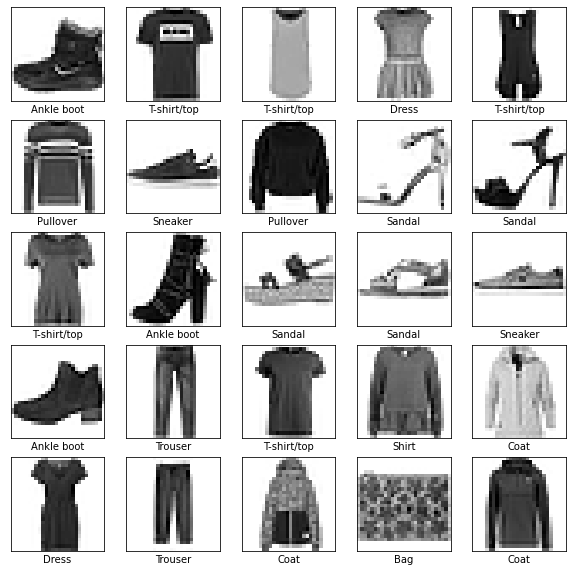 Ankle boot T-shirt/top T-shirt/top Dress T-shirt/top
Pullover Sneaker Pullover Sandal Sandal
T-shirt/top Ankle boot Sandal Sandal Sneaker
Ankle boot Trouser T-shirt/top Shirt Coat
Dress Trouser Coat Bag Coat